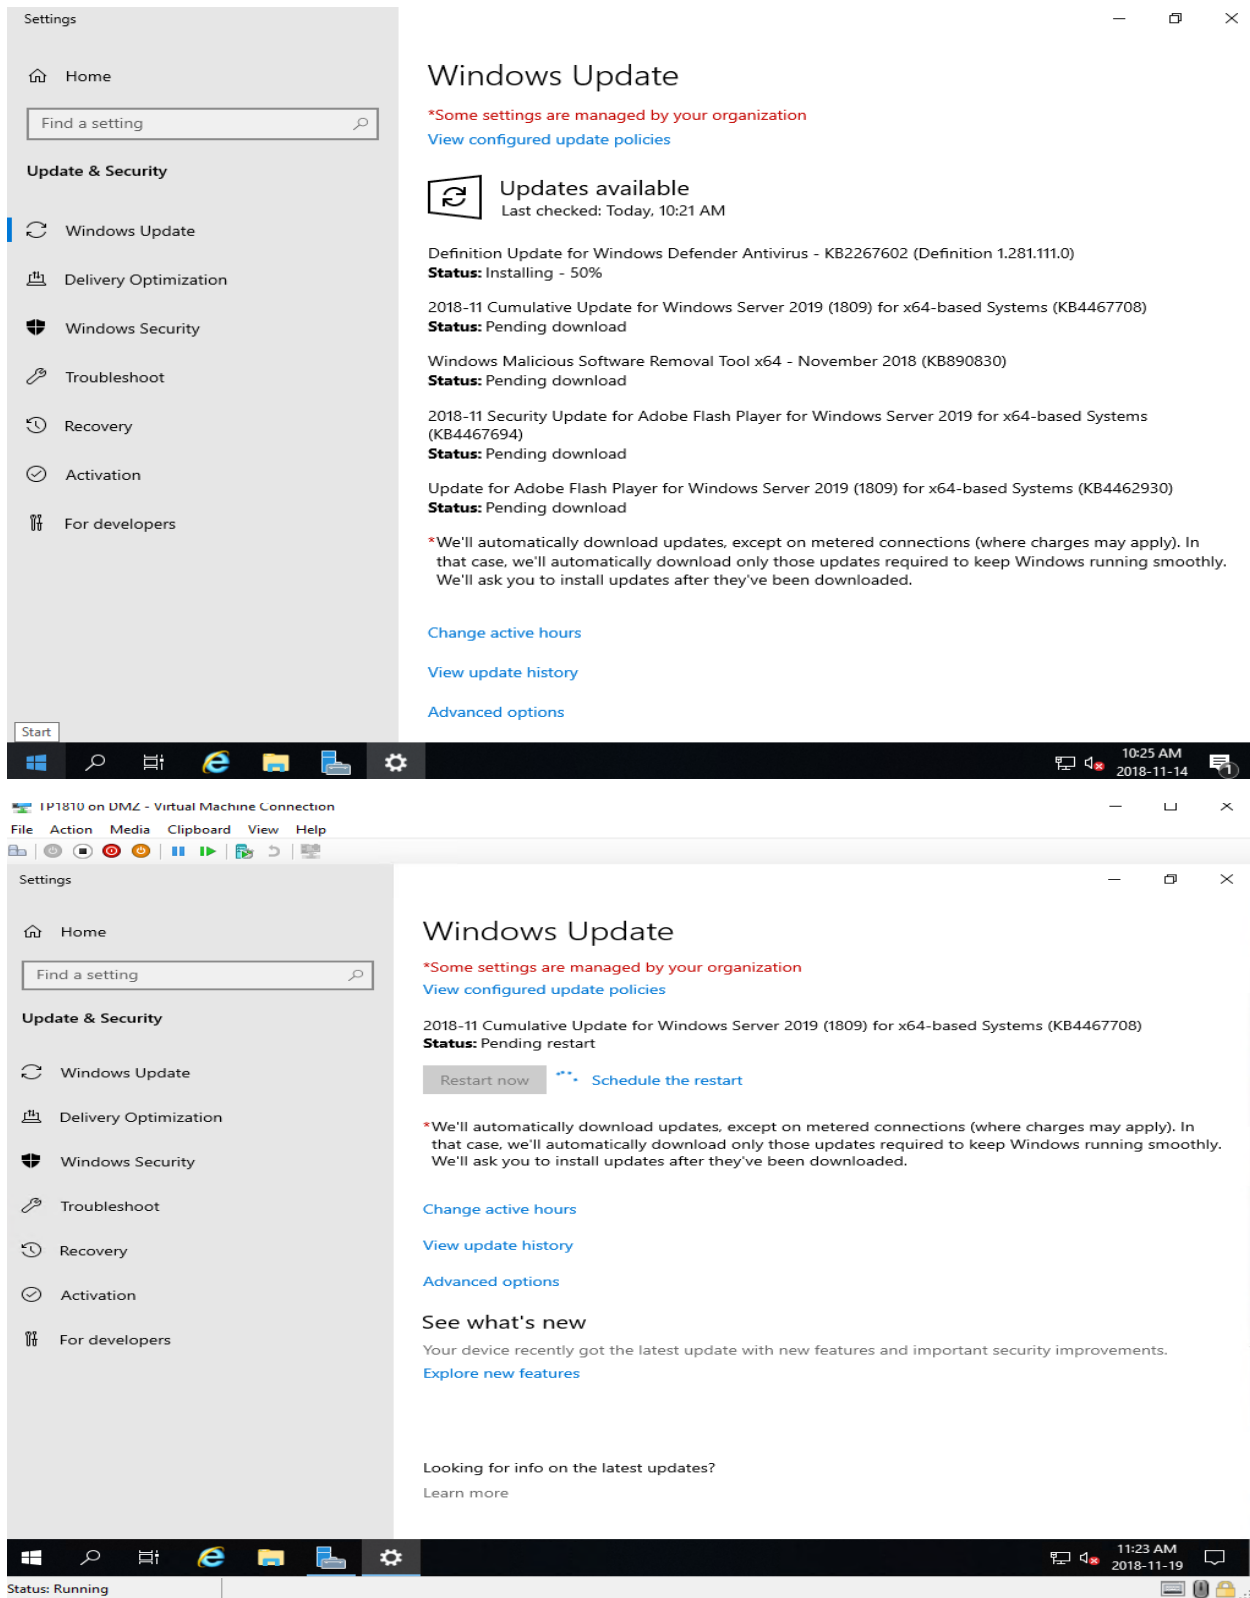 Settings
Home
Find a setting
Update & Security
Windows Update
Delivery Optimization
Windows Security
Troubleshoot
Recovery
Activation
For developers
Start
Windows Update
*Some settings are managed by your organization
View configured update policies
Updates available
Last checked: Today, 10:21 AM
Definition Update for Windows Defender Antivirus - KB2267602 (Definition 1.281.111.0)
Status: Installing - 50%
2018-11 Cumulative Update for Windows Server 2019 (1809) for x64-based Systems (KB4467708)
Status: Pending download
Windows Malicious Software Removal Tool x64 - November 2018 (KB890830)
Status: Pending download
2018-11 Security Update for Adobe Flash Player for Windows Server 2019 for x64-based Systems
(KB4467694)
Status: Pending download
Update for Adobe Flash Player for Windows Server 2019 (1809) for x64-based Systems (KB4462930)
Status: Pending download
*We'll automatically download updates, except on metered connections (where charges may apply). In
that case, we'll automatically download only those updates required to keep Windows running smoothly.
We'll ask you to install updates after they've been downloaded.
Change active hours
View update history
Advanced options
10:25 AM
2018-11-14
1
TP1810 on DMZ - Virtual Machine Connection
File Action Media Clipboard View Help
Settings
Home
Find a setting
Update & Security
Windows Update
Delivery Optimization
Windows Security
Troubleshoot
Recovery
Activation
For developers
Windows Update
*Some settings are managed by your organization
View configured update policies
2018-11 Cumulative Update for Windows Server 2019 (1809) for x64-based Systems (KB4467708)
Status: Pending restart
Restart now Schedule the restart
*We'll automatically download updates, except on metered connections (where charges may apply). In
that case, we'll automatically download only those updates required to keep Windows running smoothly.
We'll ask you to install updates after they've been downloaded.
Change active hours
View update history
Advanced options
See what's new
Your device recently got the latest update with new features and important security improvements.
Explore new features
Looking for info on the latest updates?
Learn more
11:23 AM
2018-11-19
Status: Running